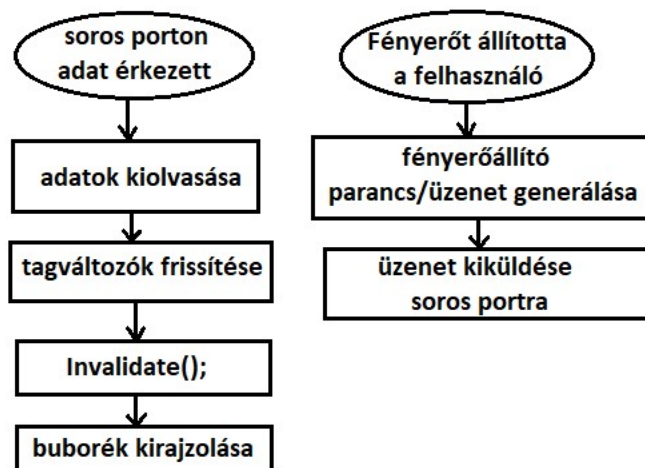 soros porton
adat érkezett
adatok kiolvasása
tagváltozók frissítése
Invalidate();
buborék kirajzolása
Fényerőt állította
a felhasználó
fényerőállító
parancs/üzenet generálása
üzenet kiküldése
soros portra